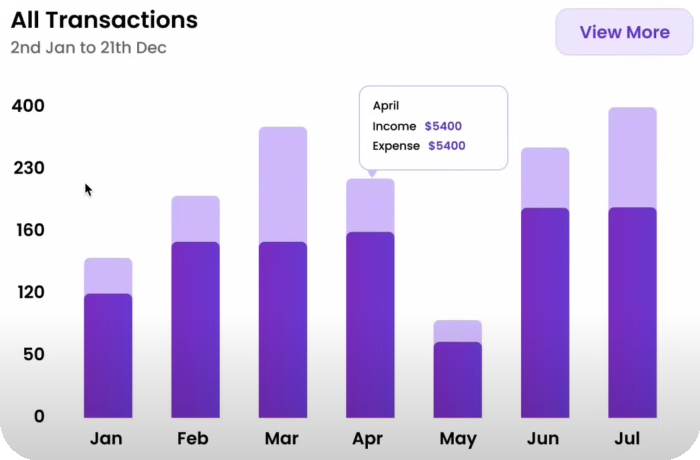 All Transactions
2nd Jan to 21th Dec
View More
400
230
160
120
50
0
April
Income $5400
Expense $5400
Jan Feb Mar Apr May Jun Jul